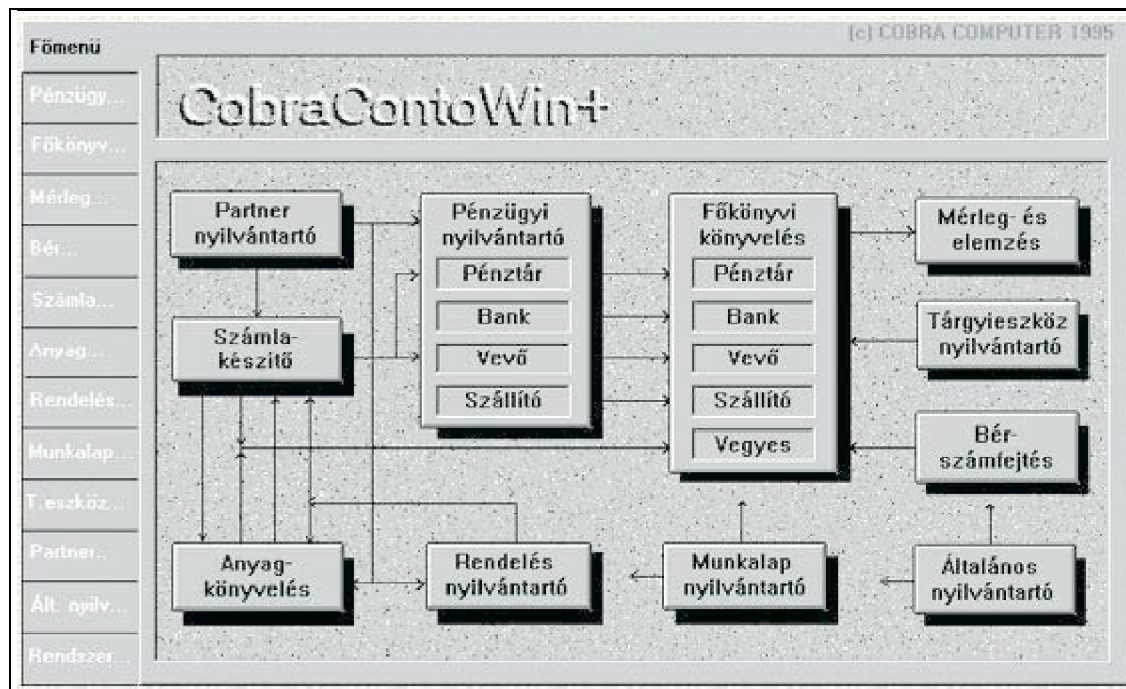 (c) COBRA COMPUTER 1995
Főmenü
Pénzügy...
Főkönyv...
Mérleg...
Bér...
Számla...
Anyag...
Rendelés...
Munkalap...
T.eszköz...
Partner...
Ált. nyilv...
Rendszer...
CobraContoWin+
Partner
nyilvántartó
Számla-
készítő
Anyag-
könyvelés
Pénzügyi
nyilvántartó
Pénztár
Bank
Vevő
Szállító
Rendelés
nyilvántartó
Főkönyvi
könyvelés
Pénztár
Bank
Vevő
Szállító
Vegyes
Munkalap
nyilvántartó
Mérleg- és
elemzés
Tárgyieszköz
nyilvántartó
Bér-
számfejtés
Általános
nyilvántartó